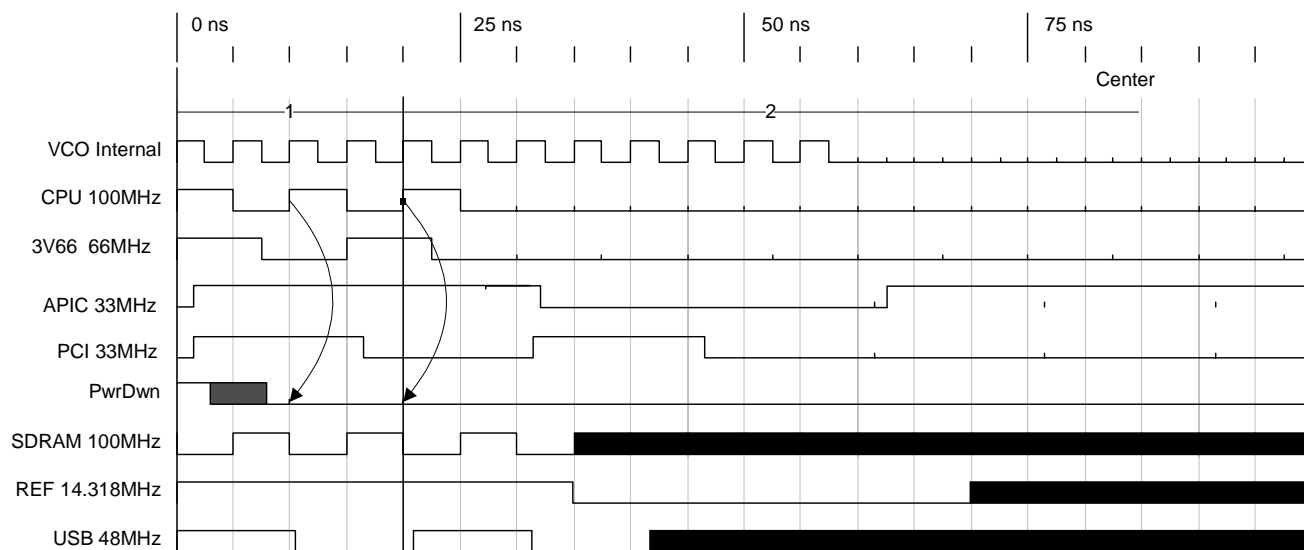 0 ns 25 ns 50 ns 75 ns
Center
1 2
VCO Internal
CPU 100MHz
3V66 66MHz
APIC 33MHz
PCI 33MHz
PwrDwn
SDRAM 100MHz
REF 14.318MHz
USB 48MHz